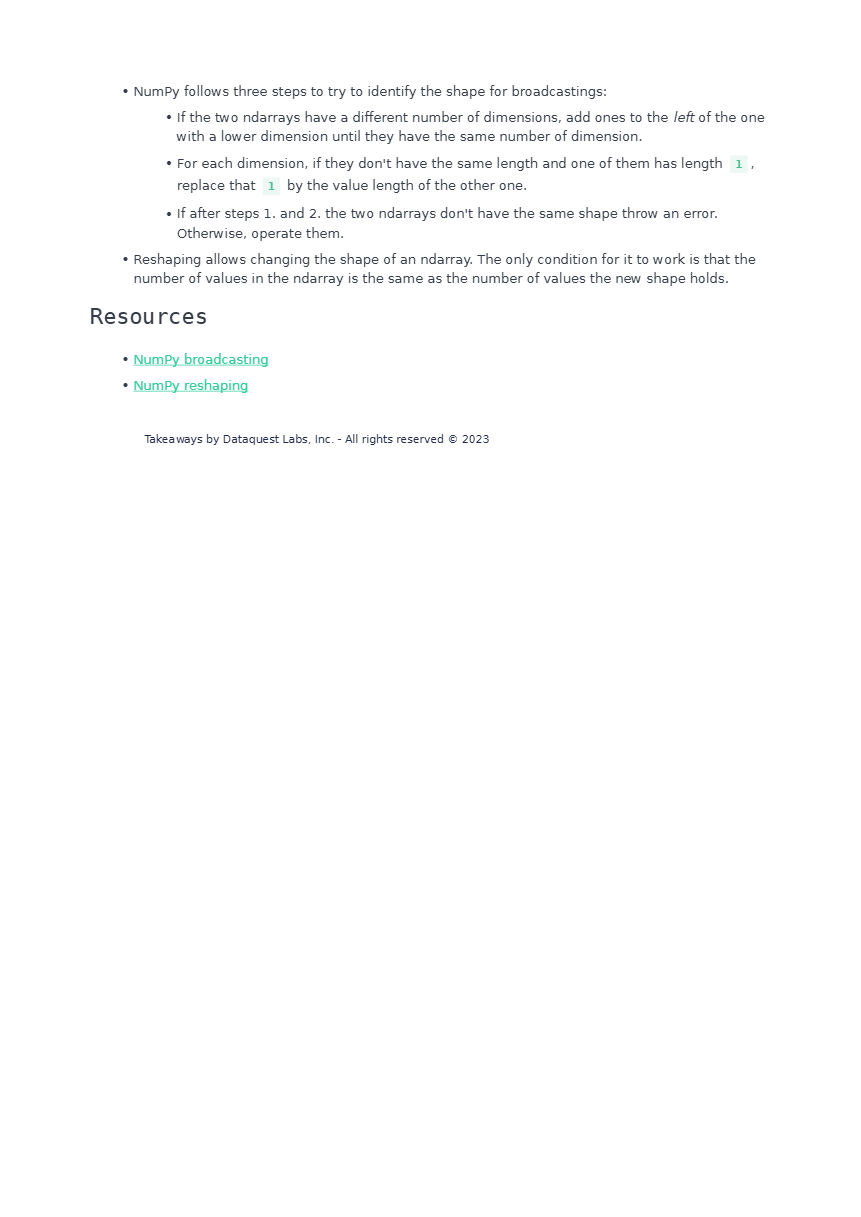 • NumPy follows three steps to try to identify the shape for broadcastings:
• If the two ndarrays have a different number of dimensions, add ones to the left of the one
with a lower dimension until they have the same number of dimension.
• For each dimension, if they don't have the same length and one of them has length 1 ,
replace that 1 by the value length of the other one.
• If after steps 1. and 2. the two ndarrays don't have the same shape throw an error.
Otherwise, operate them.
• Reshaping allows changing the shape of an ndarray. The only condition for it to work is that the
number of values in the ndarray is the same as the number of values the new shape holds.
Resources
• NumPy broadcasting
• NumPy reshaping
Takeaways by Dataquest Labs, Inc. - All rights reserved © 2023